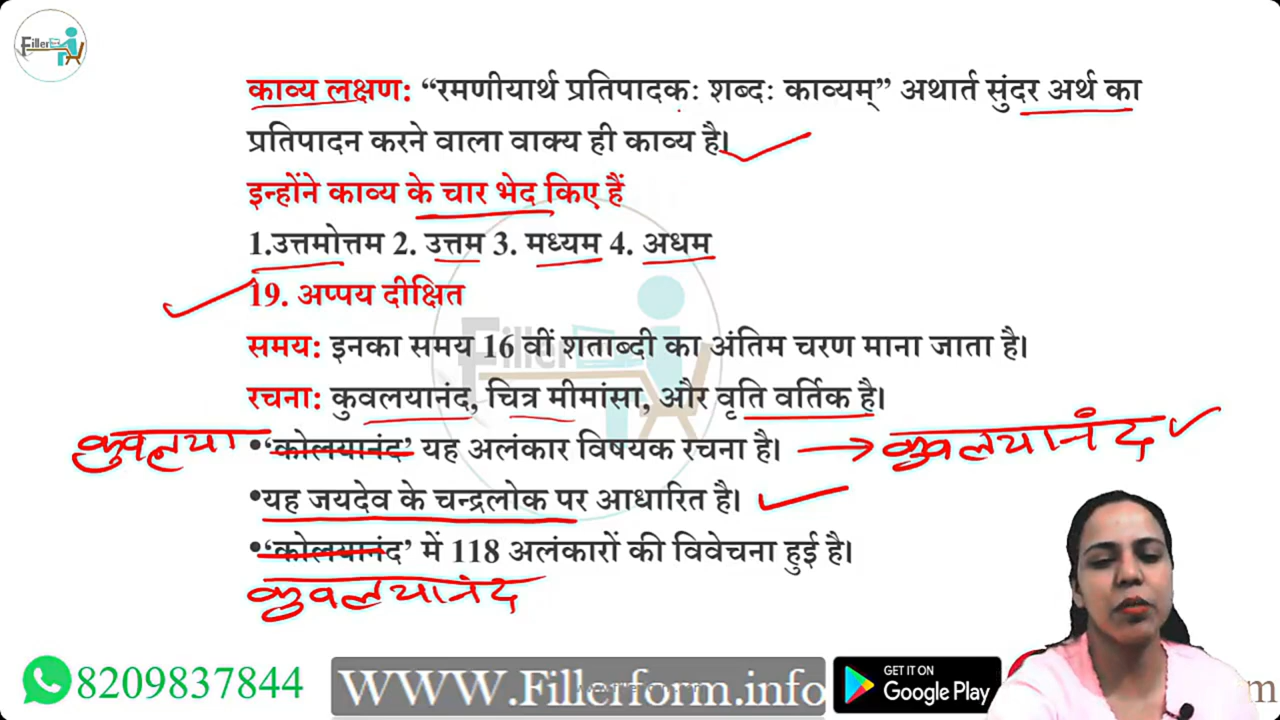 Filler
काव्य लक्षण: “रमणीयार्थ प्रतिपादकः शब्दः काव्यम्” अथार्त सुंदर अर्थ का
प्रतिपादन करने वाला वाक्य ही काव्य है।
इन्होंने काव्य के चार भेद किए हैं
1.उत्तमोत्तम 2. उत्तम 3. मध्यम 4. अधम
19. अप्पय दीक्षित
समय: इनका समय 16 वीं शताब्दी का अंतिम चरण माना जाता है।
रचना: कुवलयानंद, चित्र मीमांसा, और वृति वर्तिक है।
कुवलया •‘कोलयानंद’ यह अलंकार विषयक रचना है। → कुवलयानंद
•यह जयदेव के चन्द्रलोक पर आधारित है।
•‘कोलयानंद’ में 118 अलंकारों की विवेचना हुई है।
कुवलयानंद
8209837844 WWW.Fillerform.info GET IT ON Google Play